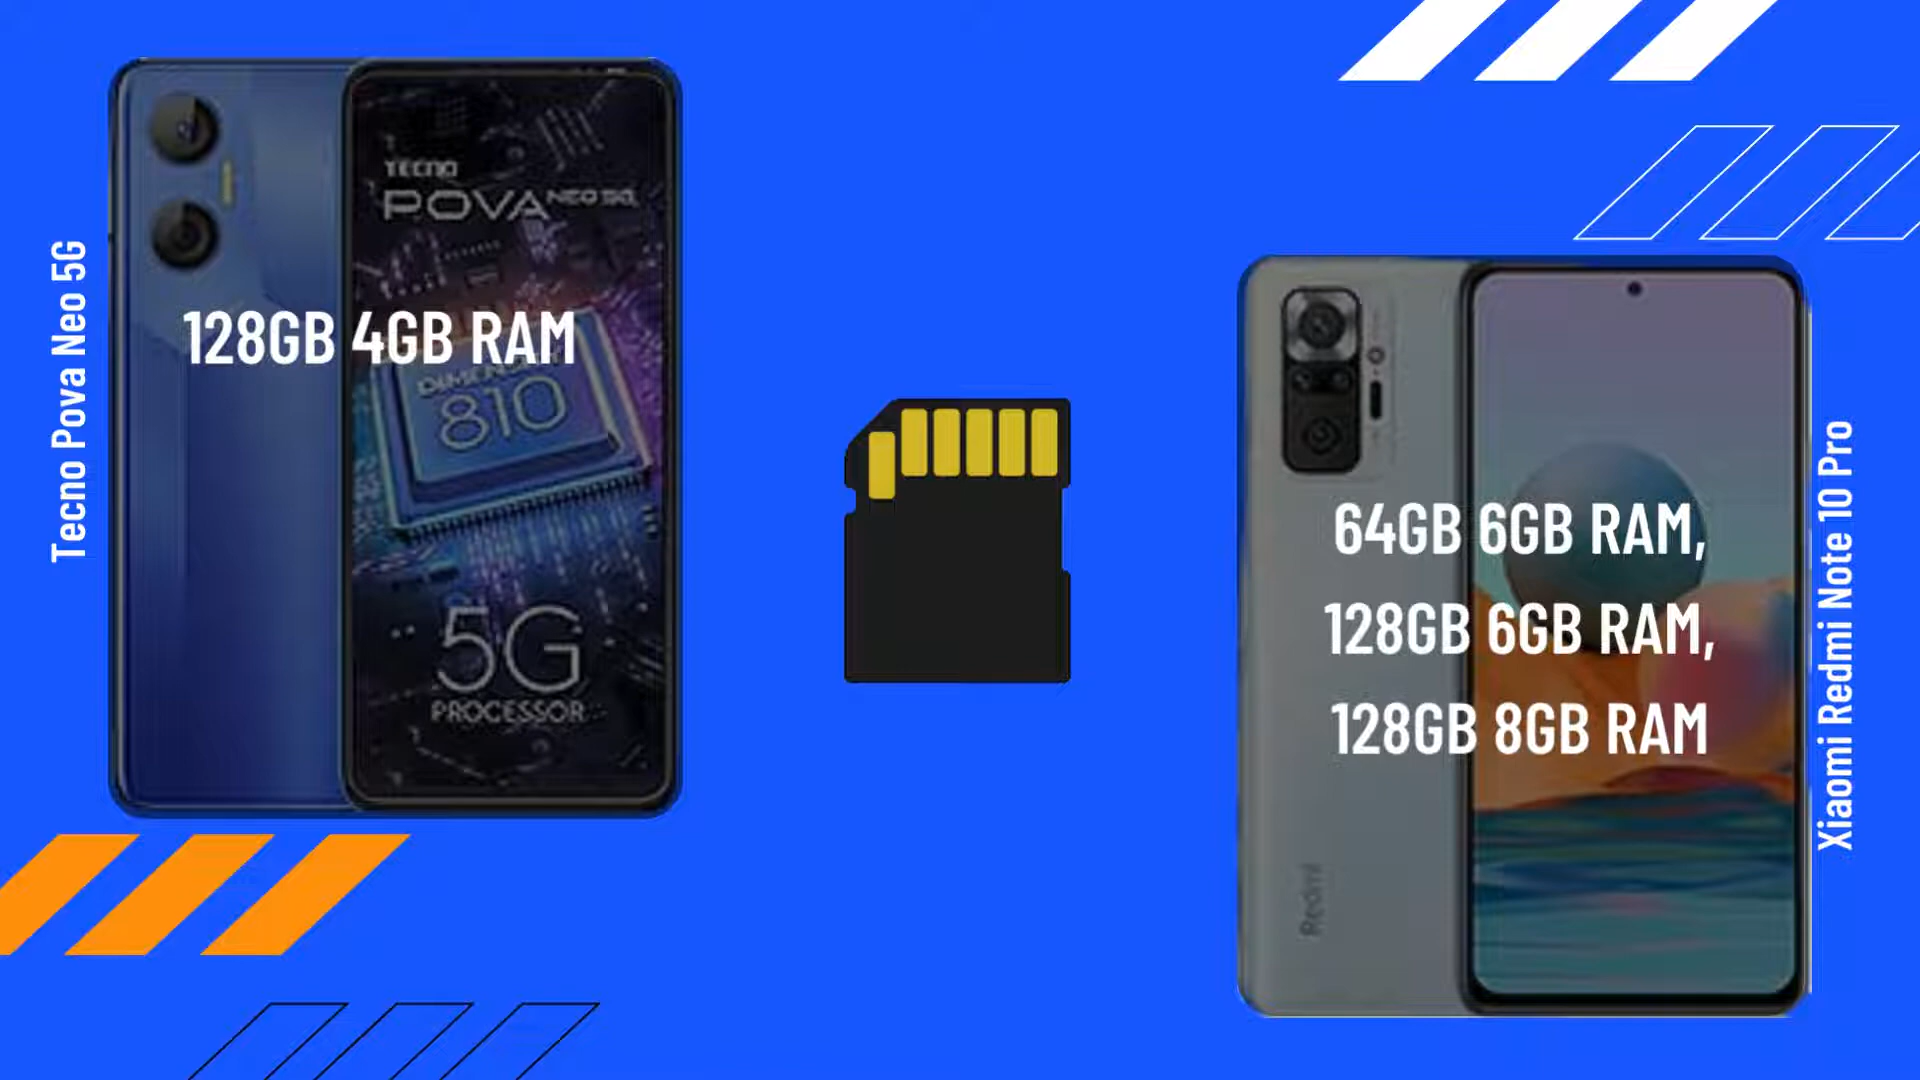 Tecno Pova Neo 5G
TECNO
POVA NEO 5G
128GB 4GB RAM
DIMENSITY
810
5G
PROCESSOR
64GB 6GB RAM,
128GB 6GB RAM,
128GB 8GB RAM
Redmi
Xiaomi Redmi Note 10 Pro